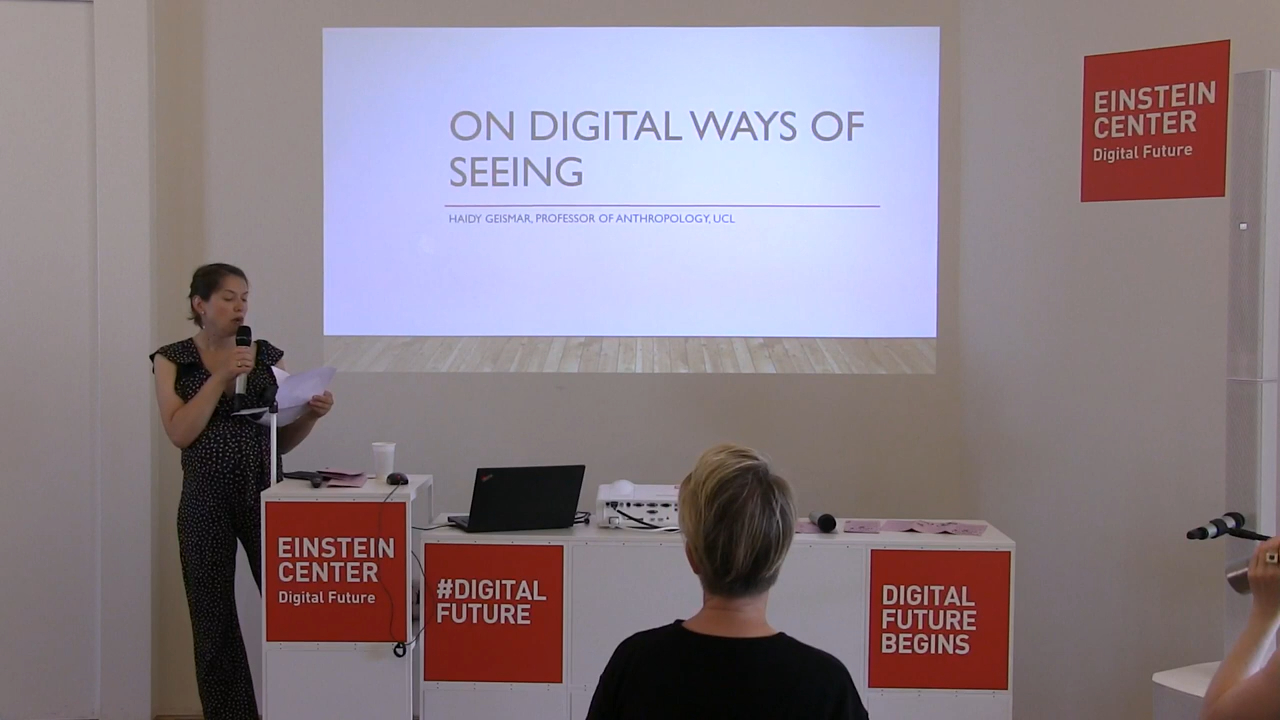 ON DIGITAL WAYS OF
SEEING
HAIDY GEISMAR, PROFESSOR OF ANTHROPOLOGY, UCL
EINSTEIN
CENTER
Digital Future
EINSTEIN
CENTER
Digital Future
#DIGITAL
FUTURE
DIGITAL
FUTURE
BEGINS